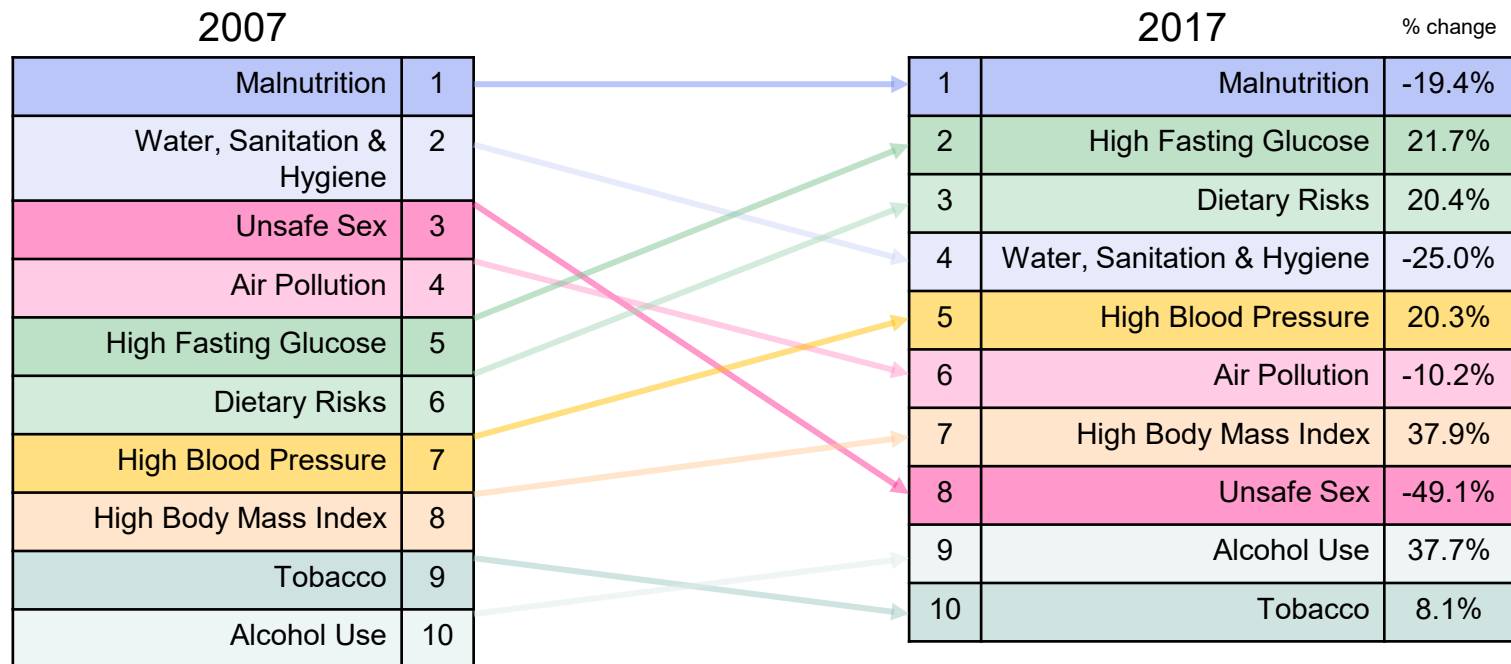 2007
Malnutrition 1
Water, Sanitation & 2
Hygiene
Unsafe Sex 3
Air Pollution 4
High Fasting Glucose 5
Dietary Risks 6
High Blood Pressure 7
High Body Mass Index 8
Tobacco 9
Alcohol Use 10
2017 % change
1 Malnutrition -19.4%
2 High Fasting Glucose 21.7%
3 Dietary Risks 20.4%
4 Water, Sanitation & Hygiene -25.0%
5 High Blood Pressure 20.3%
6 Air Pollution -10.2%
7 High Body Mass Index 37.9%
8 Unsafe Sex -49.1%
9 Alcohol Use 37.7%
10 Tobacco 8.1%